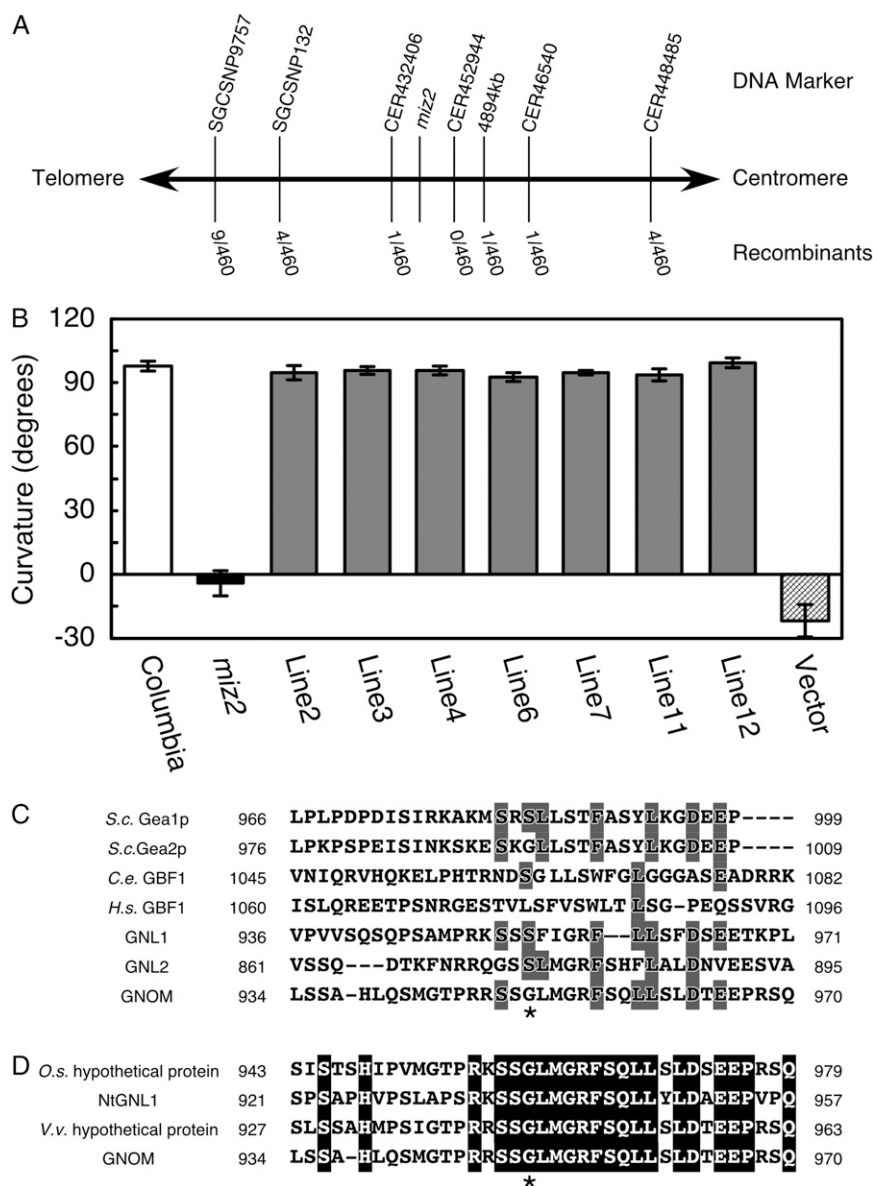 A
SGCSNP9757
SGCSNP132
CER432406
miz2
CER452944
4894kb
CER46540
CER448485
DNA Marker
Telomere
Centromere
9/460
4/460
1/460
0/460
1/460
1/460
4/460
Recombinants
B
Curvature (degrees)
120
90
60
30
0
-30
Columbia
miz2
Line2
Line3
Line4
Line6
Line7
Line11
Line12
Vector
C
S.c. Gea1p 966 LPLPDPDISIRKAKMSRSLLSTFASYLKGDEEP---- 999
S.c.Gea2p 976 LPKPSPEISINKSKESKGLLSTFASYLKGDEEP---- 1009
C.e. GBF1 1045 VNIQRVHQKELPHTRNDSGLLSWFGLGGGASEADRRK 1082
H.s. GBF1 1060 ISLQREETPSNRGESTVLSFVSWLTLSG-PEQSSVRG 1096
GNL1 936 VPVVSQSQPSAMPRKSSSFIGRF--LLSFDSEETKPL 971
GNL2 861 VSSQ---DTKFNRRQGSSLMGRFSHFLALDNVEESVA 895
GNOM 934 LSSA-HLQSMGTPRRSSGLMGRFSQLLSLDTEEPRSQ 970
*
D
O.s. hypothetical protein 943 SISTSHIPVMGTPRKSSGLMGRFSQLLSLDSEEPRSQ 979
NtGNL1 921 SPSAPHVPSLAPSRKSSGLMGRFSQLLYLDAEEPVPQ 957
V.v. hypothetical protein 927 SLSSAHMPSIGTPRRSSGLMGRFSQLLSLDTEEPRSQ 963
GNOM 934 LSSA-HLQSMGTPRRSSGLMGRFSQLLSLDTEEPRSQ 970
*